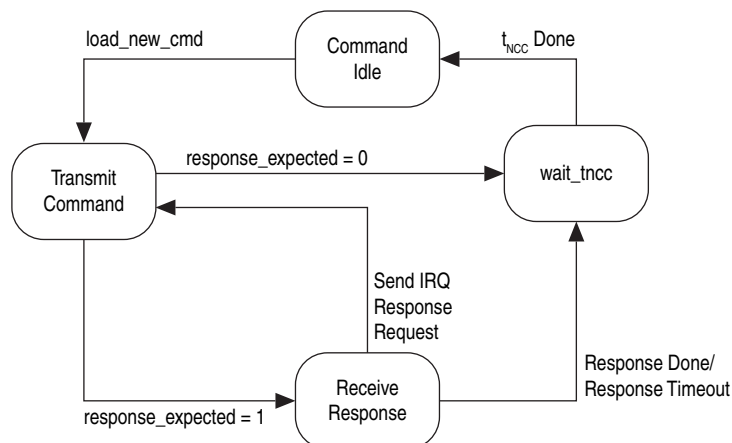 load_new_cmd
Command
Idle
t_NCC Done
Transmit
Command
response_expected = 0
wait_tncc
Send IRQ
Response
Request
Response Done/
Response Timeout
response_expected = 1
Receive
Response